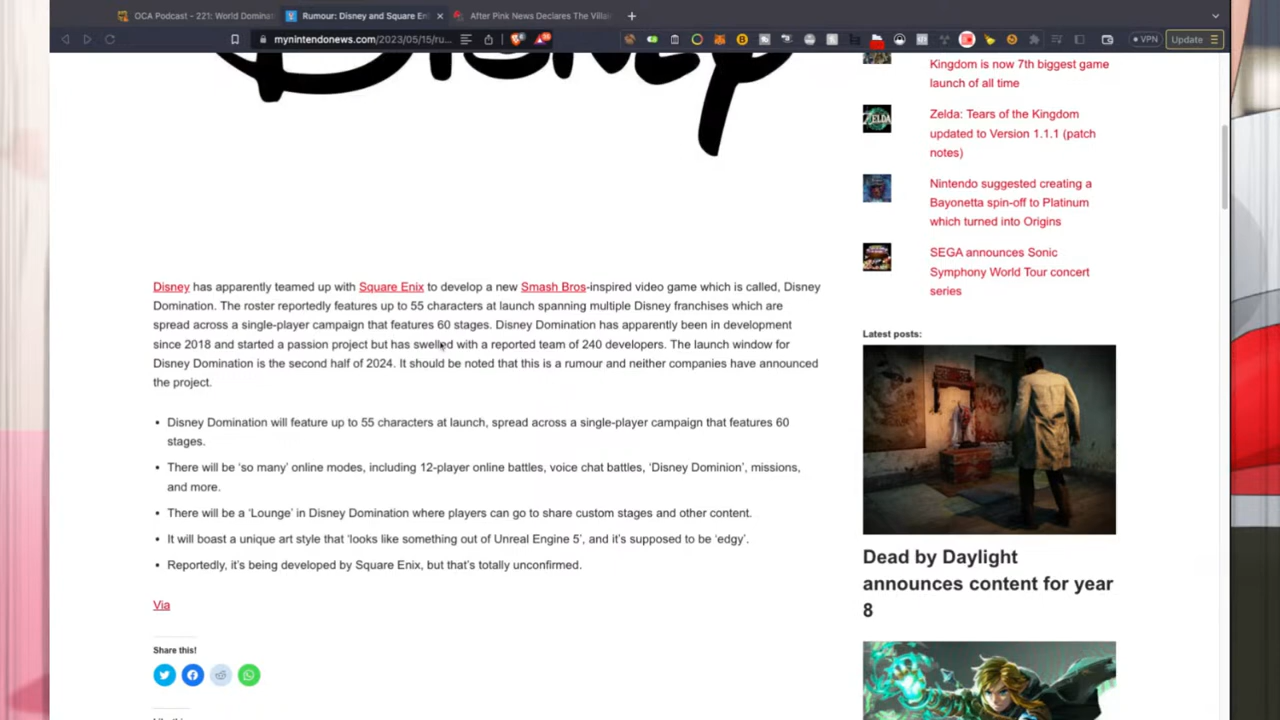 OCA Podcast - 221: World Domina
Rumour: Disney and Square En
After Pink News Declares The Villa
mynintendonews.com/2023/05/15/ru...
VPN
Update
DISNEY
Kingdom is now 7th biggest game
launch of all time
Zelda: Tears of the Kingdom
updated to Version 1.1.1 (patch
notes)
Nintendo suggested creating a
Bayonetta spin-off to Platinum
which turned into Origins
SEGA announces Sonic
Symphony World Tour concert
series
Disney has apparently teamed up with Square Enix to develop a new Smash Bros-inspired video game which is called, Disney
Domination. The roster reportedly features up to 55 characters at launch spanning multiple Disney franchises which are
spread across a single-player campaign that features 60 stages. Disney Domination has apparently been in development
since 2018 and started a passion project but has swelled with a reported team of 240 developers. The launch window for
Disney Domination is the second half of 2024. It should be noted that this is a rumour and neither companies have announced
the project.
• Disney Domination will feature up to 55 characters at launch, spread across a single-player campaign that features 60
stages.
• There will be ‘so many’ online modes, including 12-player online battles, voice chat battles, ‘Disney Dominion’, missions,
and more.
• There will be a ‘Lounge’ in Disney Domination where players can go to share custom stages and other content.
• It will boast a unique art style that ‘looks like something out of Unreal Engine 5’, and it’s supposed to be ‘edgy’.
• Reportedly, it’s being developed by Square Enix, but that’s totally unconfirmed.
Via
Share this!
Latest posts:
Dead by Daylight
announces content for year
8